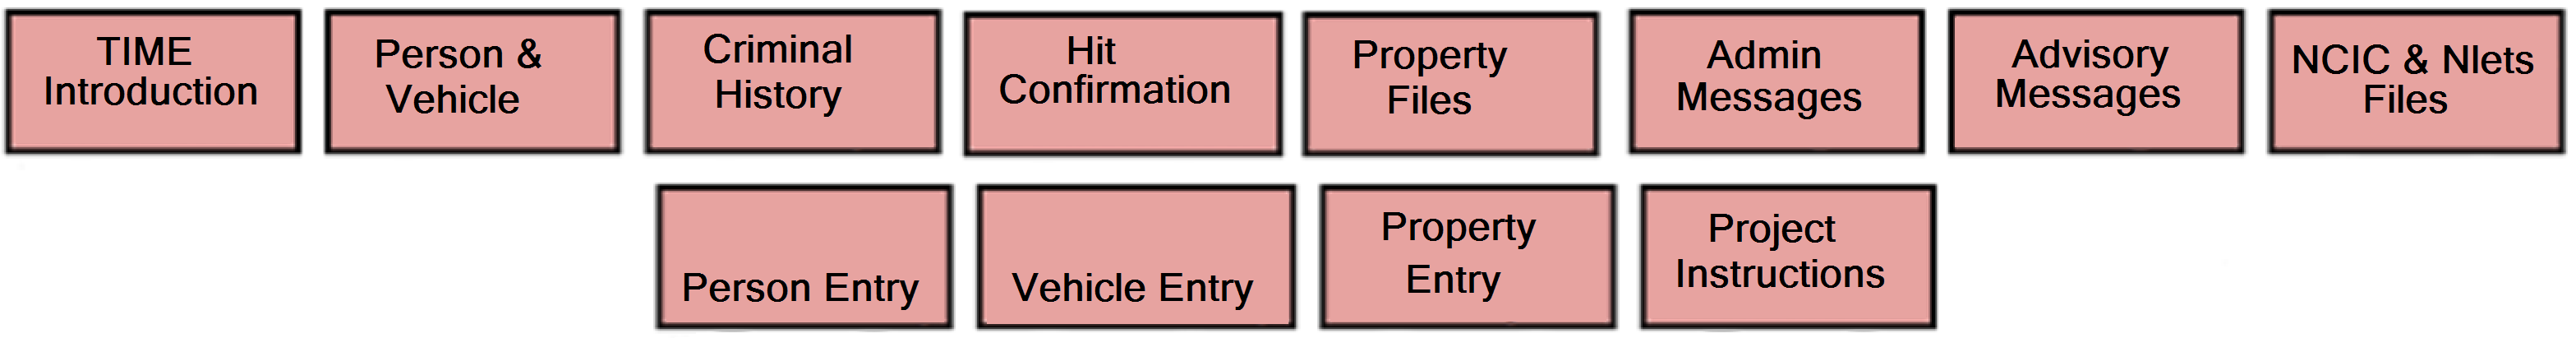 TIME
Introduction
Person &
Vehicle
Criminal
History
Hit
Confirmation
Property
Files
Admin
Messages
Advisory
Messages
NCIC & Nlets
Files
Person Entry
Vehicle Entry
Property
Entry
Project
Instructions